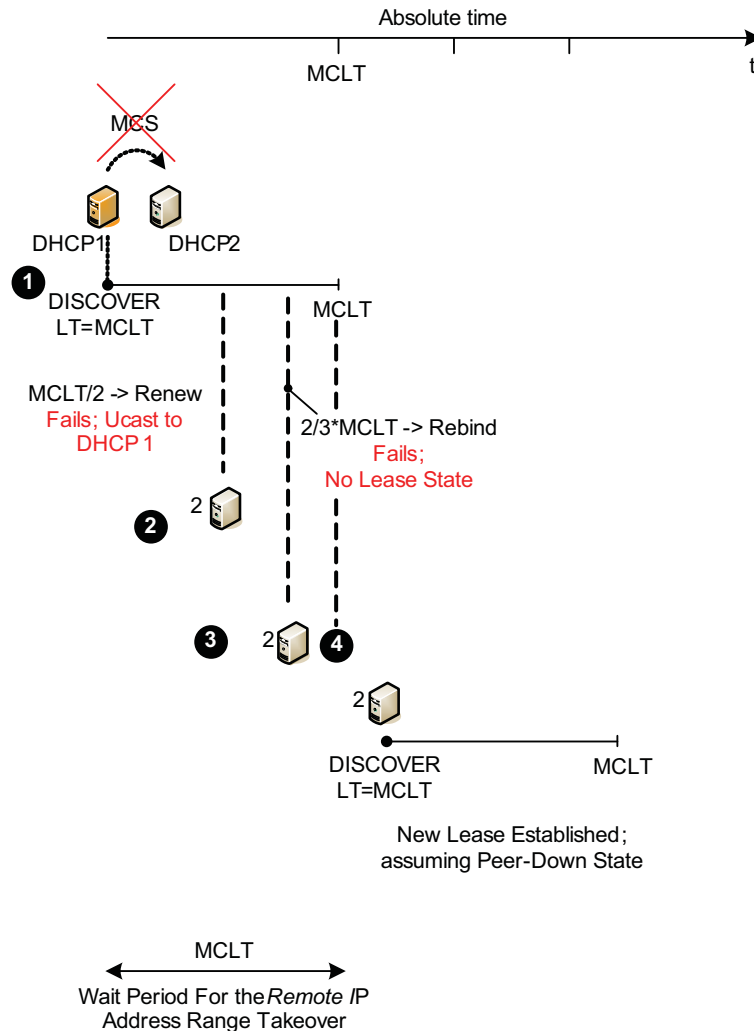 Absolute time
t
MCLT
MCS
DHCP1
DHCP2
1
DISCOVER
LT=MCLT
MCLT
MCLT/2 -> Renew
Fails; Ucast to
DHCP 1
2/3*MCLT -> Rebind
Fails;
No Lease State
2
2
3
2
4
2
DISCOVER
LT=MCLT
MCLT
New Lease Established;
assuming Peer-Down State
MCLT
Wait Period For the Remote IP
Address Range Takeover